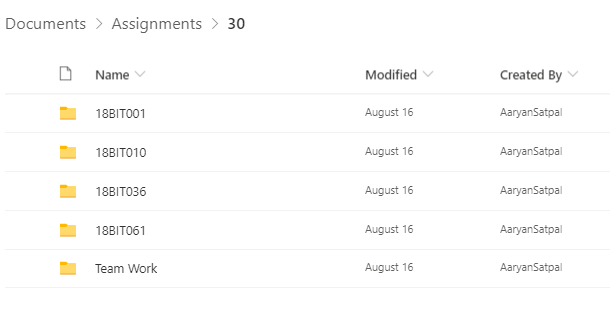 Documents > Assignments > 30
Name Modified Created By
18BIT001 August 16 AaryanSatpal
18BIT010 August 16 AaryanSatpal
18BIT036 August 16 AaryanSatpal
18BIT061 August 16 AaryanSatpal
Team Work August 16 AaryanSatpal